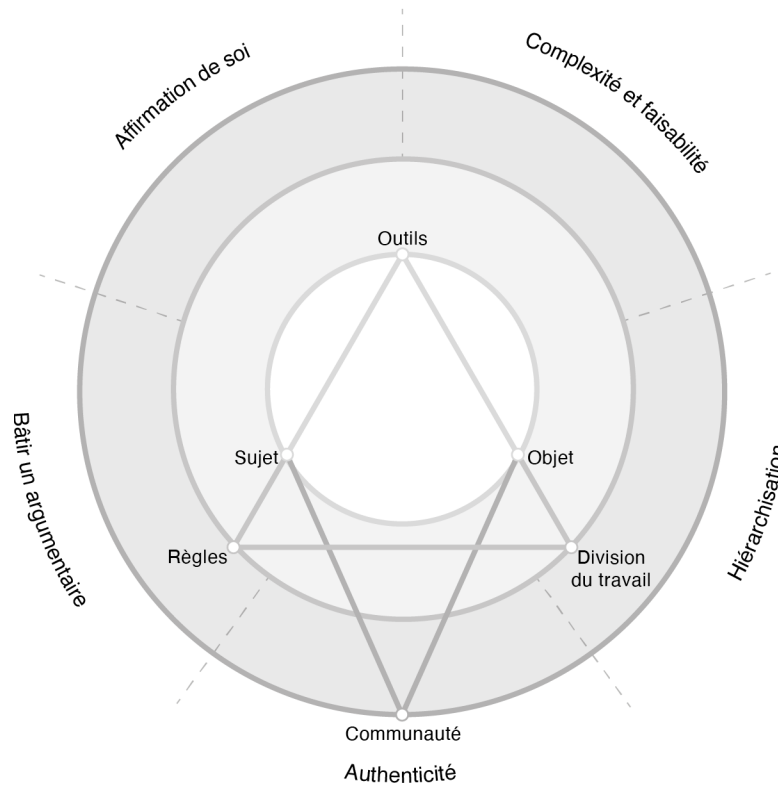 Affirmation de soi
Complexité et faisabilité
Outils
Sujet
Objet
Bâtir un argumentaire
Hiérarchisation
Règles
Division
du travail
Communauté
Authenticité